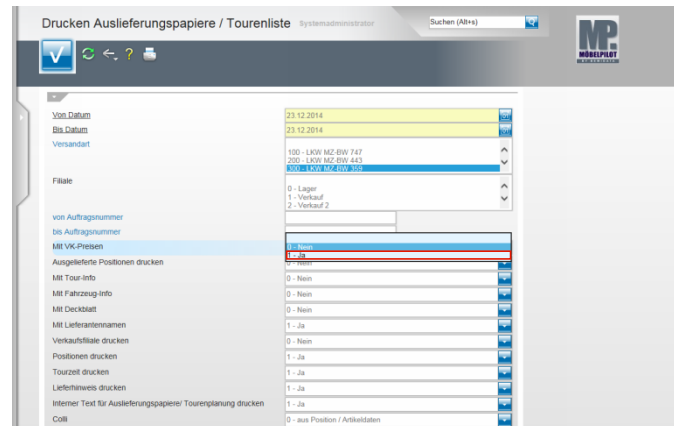 Drucken Auslieferungspapiere / Tourenliste Systemadministrator Suchen (Alt+s)
MP
MÖBELPILOT
Von Datum 23.12.2014
Bis Datum 23.12.2014
Versandart
100 - LKW MZ-BW 747
200 - LKW MZ-BW 443
300 - LKW MZ-BW 359
Filiale
0 - Lager
1 - Verkauf
2 - Verkauf 2
von Auftragsnummer
bis Auftragsnummer
Mit VK-Preisen 0 - Nein
1 - Ja
Ausgelieferte Positionen drucken 0 - Nein
Mit Tour-Info 0 - Nein
Mit Fahrzeug-Info 0 - Nein
Mit Deckblatt 0 - Nein
Mit Lieferantennamen 1 - Ja
Verkaufsfiliale drucken 0 - Nein
Positionen drucken 1 - Ja
Tourzeit drucken 1 - Ja
Lieferhinweis drucken 1 - Ja
Interner Text für Auslieferungspapiere/ Tourenplanung drucken 1 - Ja
Colli 0 - aus Position / Artikeldaten